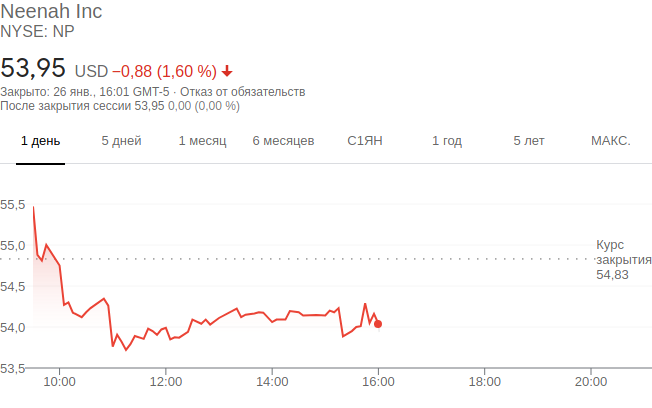 Neenah Inc
NYSE: NP
53,95 USD −0,88 (1,60 %)
Закрыто: 26 янв., 16:01 GMT-5 · Отказ от обязательств
После закрытия сессии 53,95 0,00 (0,00 %)
1 день 5 дней 1 месяц 6 месяцев С1ЯН 1 год 5 лет МАКС.
55,5
55,0
Курс
закрытия
54,83
54,5
54,0
53,5
10:00 12:00 14:00 16:00 18:00 20:00